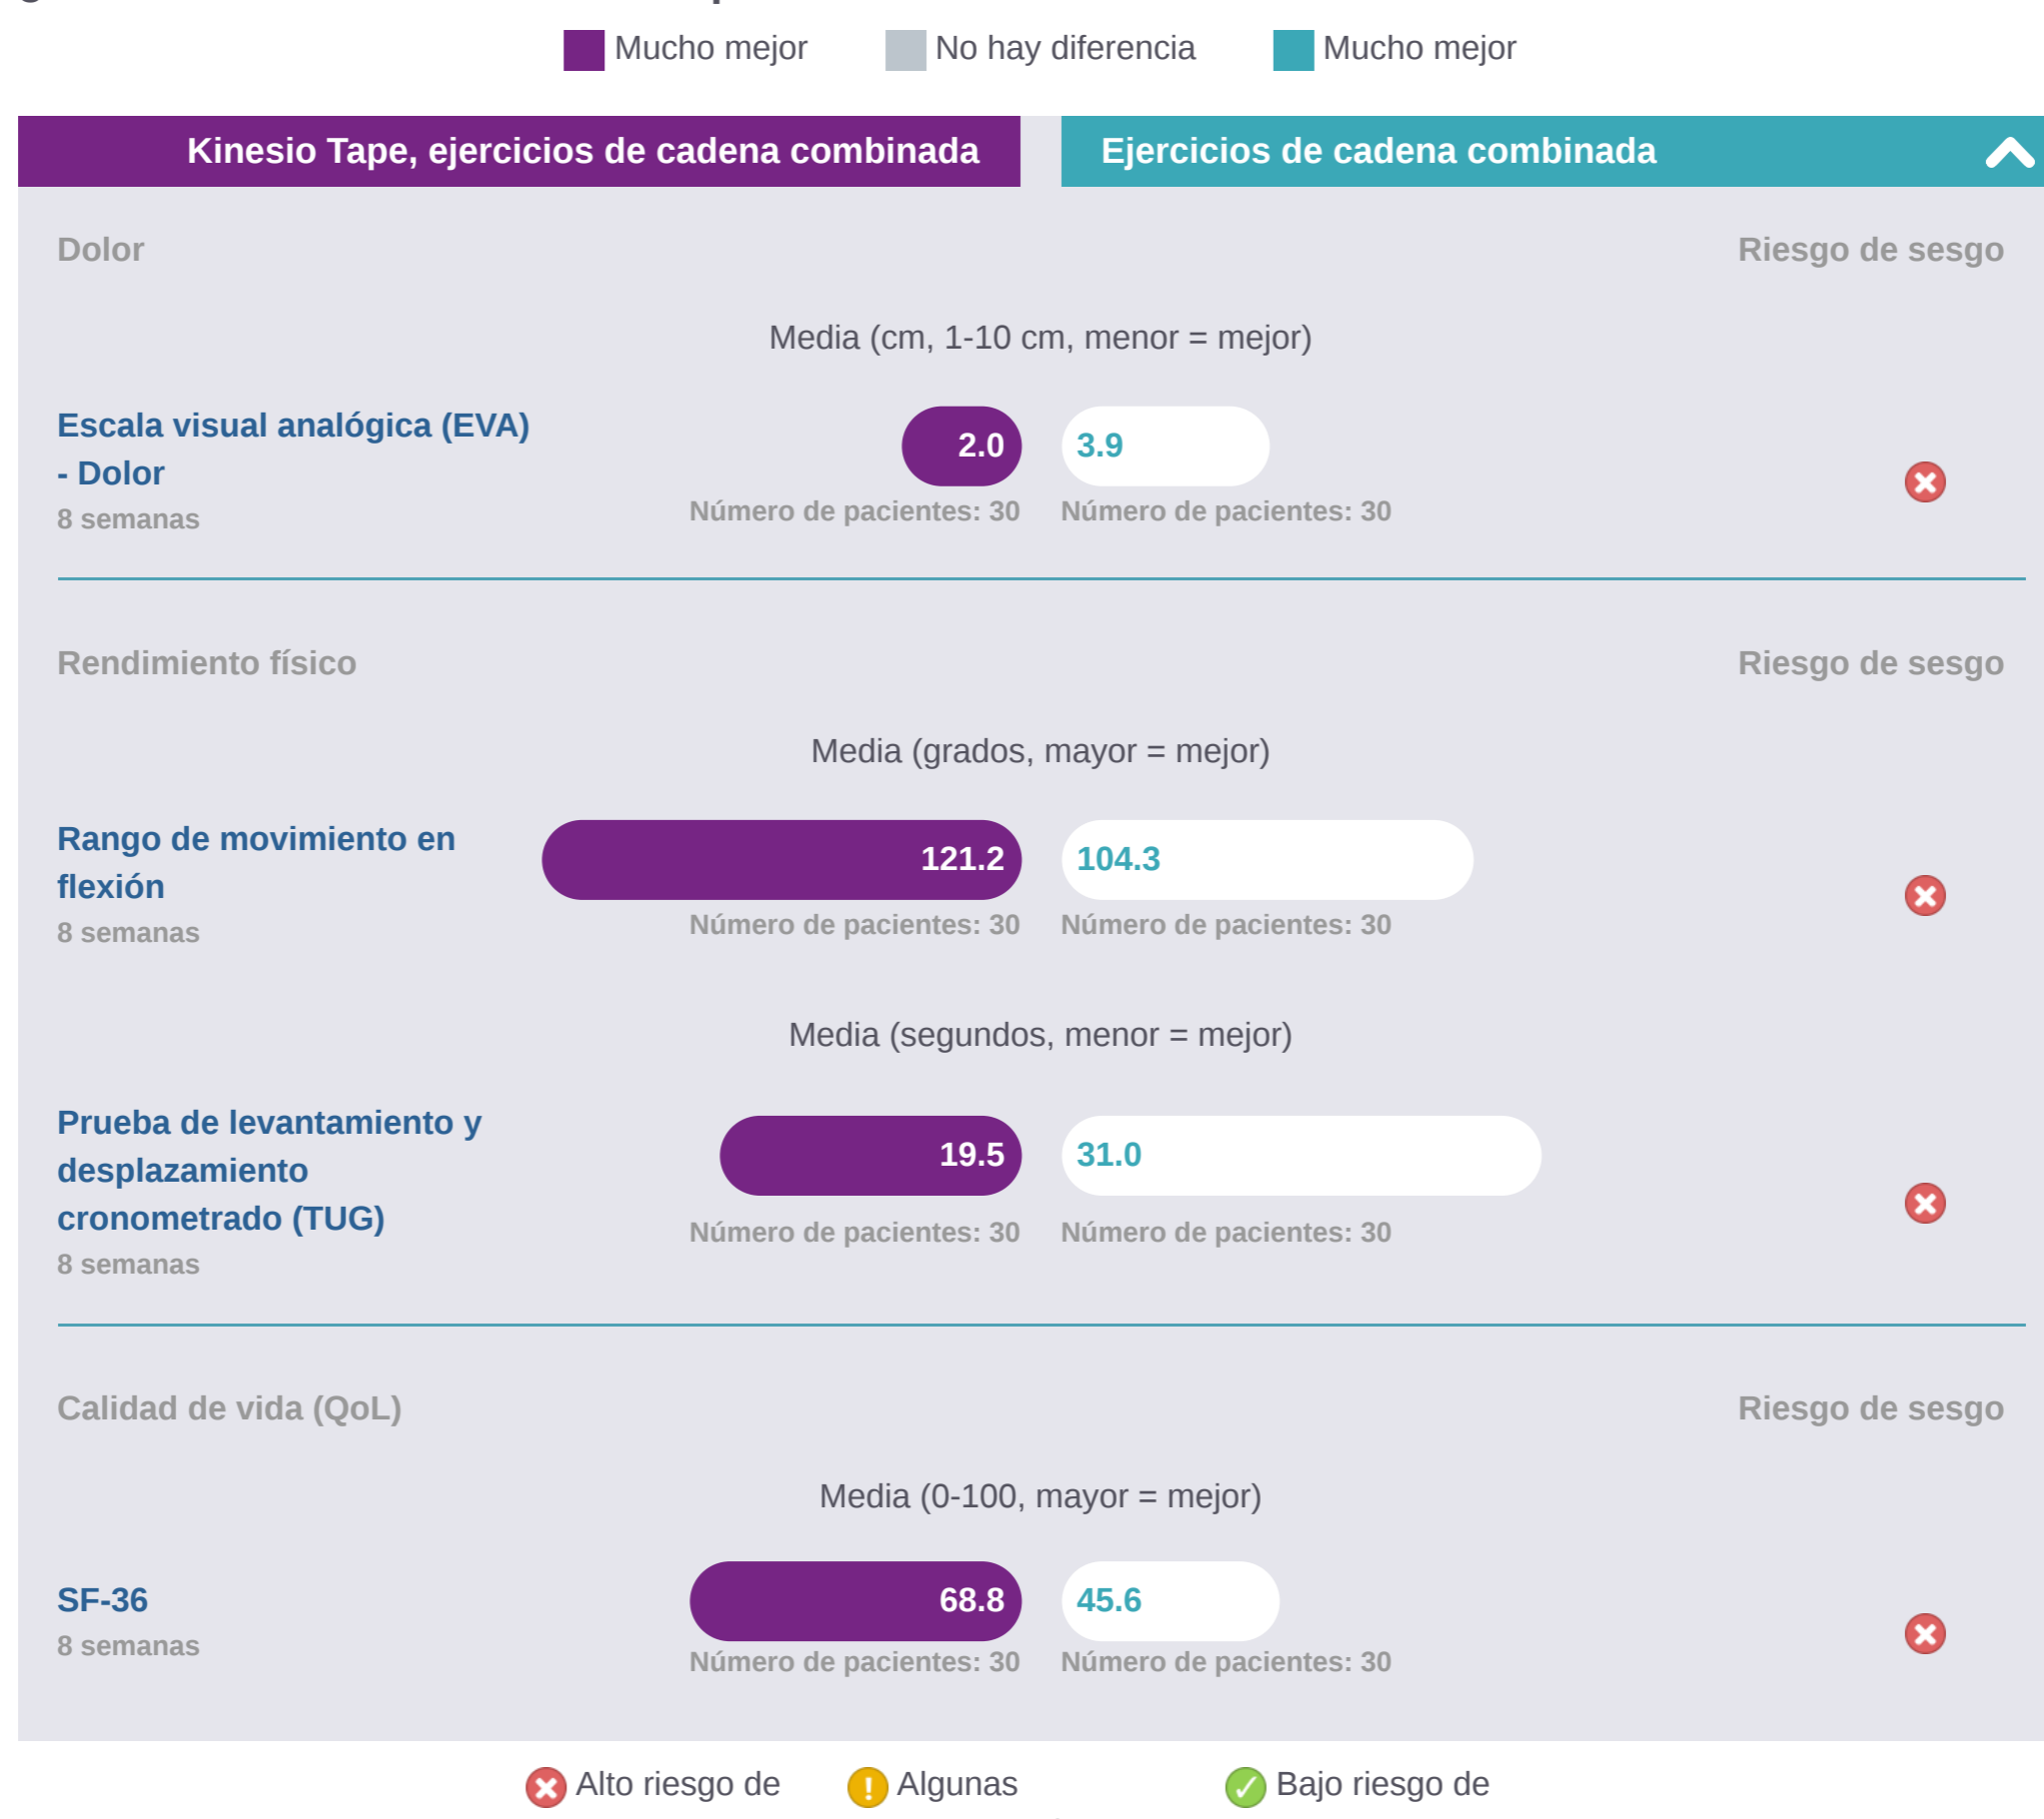 Mucho mejor
No hay diferencia
Mucho mejor
Kinesio Tape, ejercicios de cadena combinada
Ejercicios de cadena combinada
Dolor
Riesgo de sesgo
Media (cm, 1-10 cm, menor = mejor)
Escala visual analógica (EVA)
- Dolor
8 semanas
2.0
3.9
Número de pacientes: 30
Número de pacientes: 30
Rendimiento físico
Riesgo de sesgo
Media (grados, mayor = mejor)
Rango de movimiento en
flexión
8 semanas
121.2
104.3
Número de pacientes: 30
Número de pacientes: 30
Media (segundos, menor = mejor)
Prueba de levantamiento y
desplazamiento
cronometrado (TUG)
8 semanas
19.5
31.0
Número de pacientes: 30
Número de pacientes: 30
Calidad de vida (QoL)
Riesgo de sesgo
Media (0-100, mayor = mejor)
SF-36
8 semanas
68.8
45.6
Número de pacientes: 30
Número de pacientes: 30
Alto riesgo de
Algunas
Bajo riesgo de